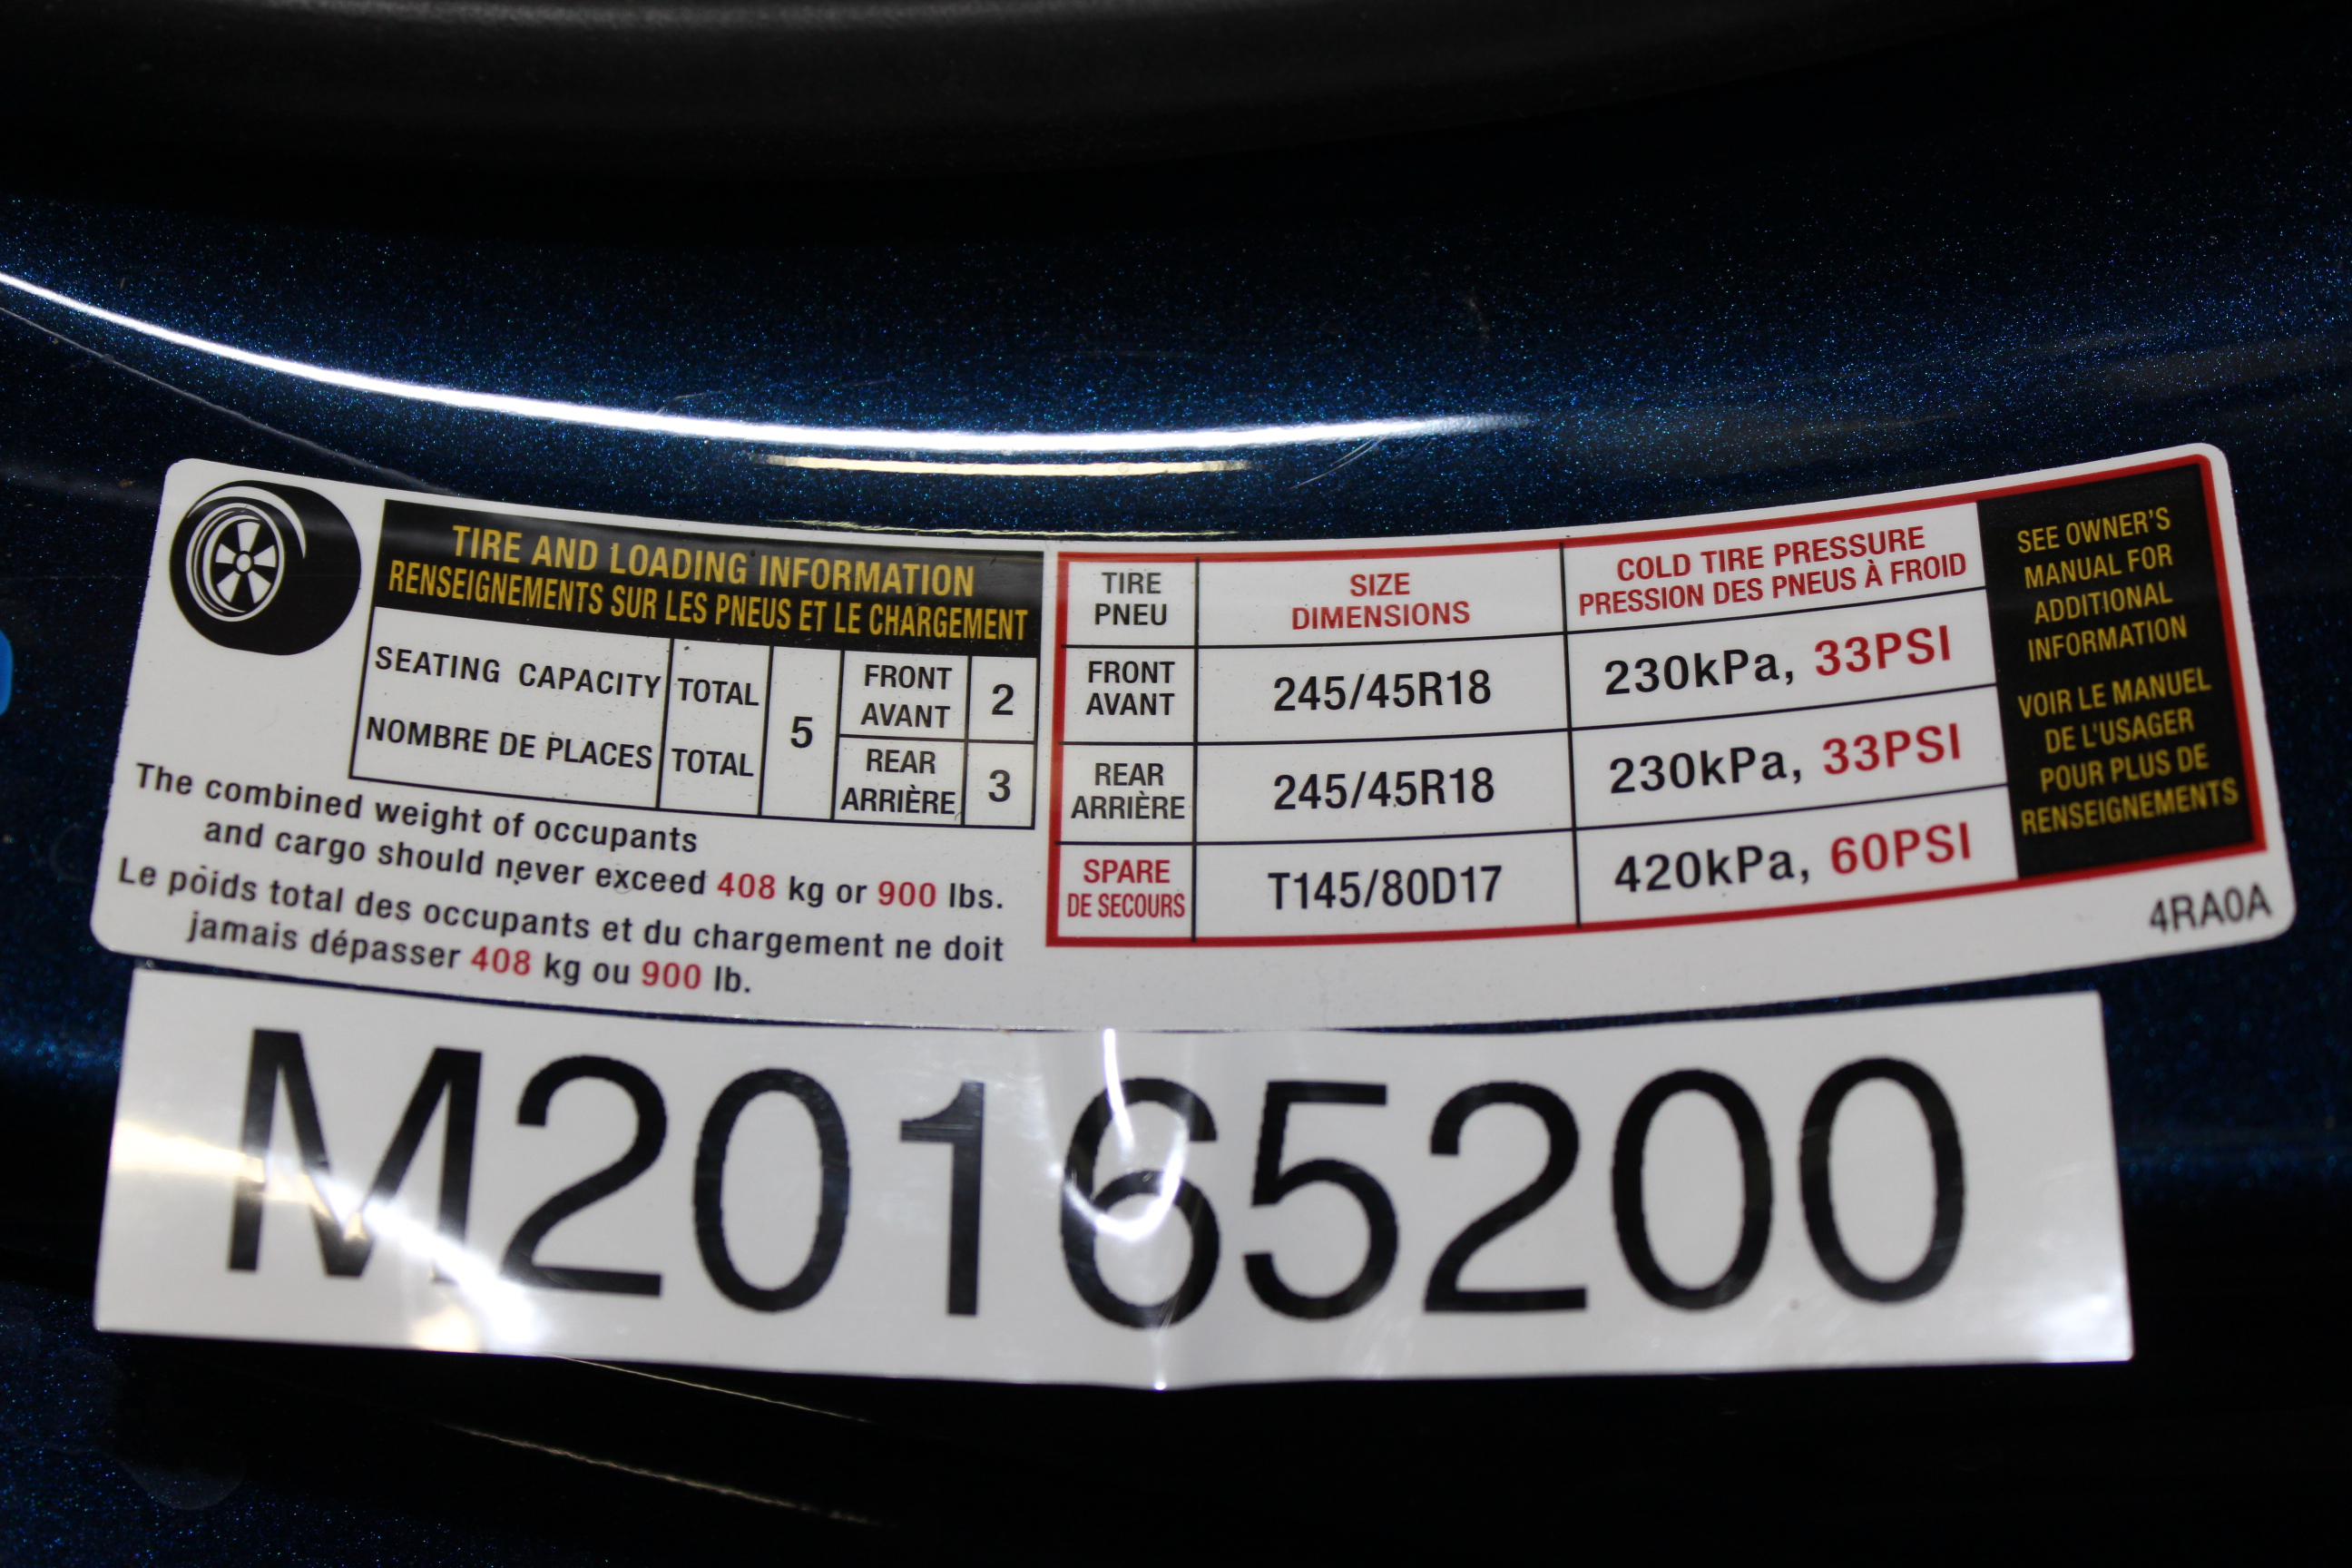 TIRE AND LOADING INFORMATION
RENSEIGNEMENTS SUR LES PNEUS ET LE CHARGEMENT
SEATING CAPACITY TOTAL
NOMBRE DE PLACES TOTAL
5
FRONT
AVANT
2
REAR
ARRIÈRE
3
The combined weight of occupants
and cargo should never exceed 408 kg or 900 lbs.
Le poids total des occupants et du chargement ne doit
jamais dépasser 408 kg ou 900 lb.
TIRE
PNEU
SIZE
DIMENSIONS
COLD TIRE PRESSURE
PRESSION DES PNEUS À FROID
FRONT
AVANT
245/45R18
230kPa, 33PSI
REAR
ARRIÈRE
245/45R18
230kPa, 33PSI
SPARE
DE SECOURS
T145/80D17
420kPa, 60PSI
SEE OWNER'S
MANUAL FOR
ADDITIONAL
INFORMATION
VOIR LE MANUEL
DE L'USAGER
POUR PLUS DE
RENSEIGNEMENTS
4RA0A
M20165200